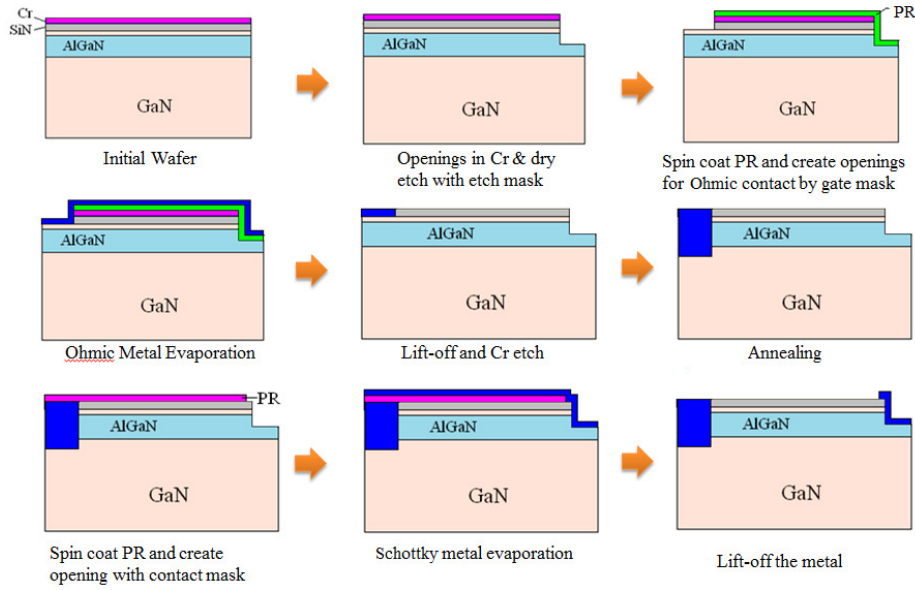 Cr
SiN
AlGaN
GaN
Initial Wafer
AlGaN
GaN
Openings in Cr & dry
etch with etch mask
PR
AlGaN
GaN
Spin coat PR and create openings
for Ohmic contact by gate mask
AlGaN
GaN
Ohmic Metal Evaporation
AlGaN
GaN
Lift-off and Cr etch
AlGaN
GaN
Annealing
PR
AlGaN
GaN
Spin coat PR and create
opening with contact mask
AlGaN
GaN
Schottky metal evaporation
AlGaN
GaN
Lift-off the metal